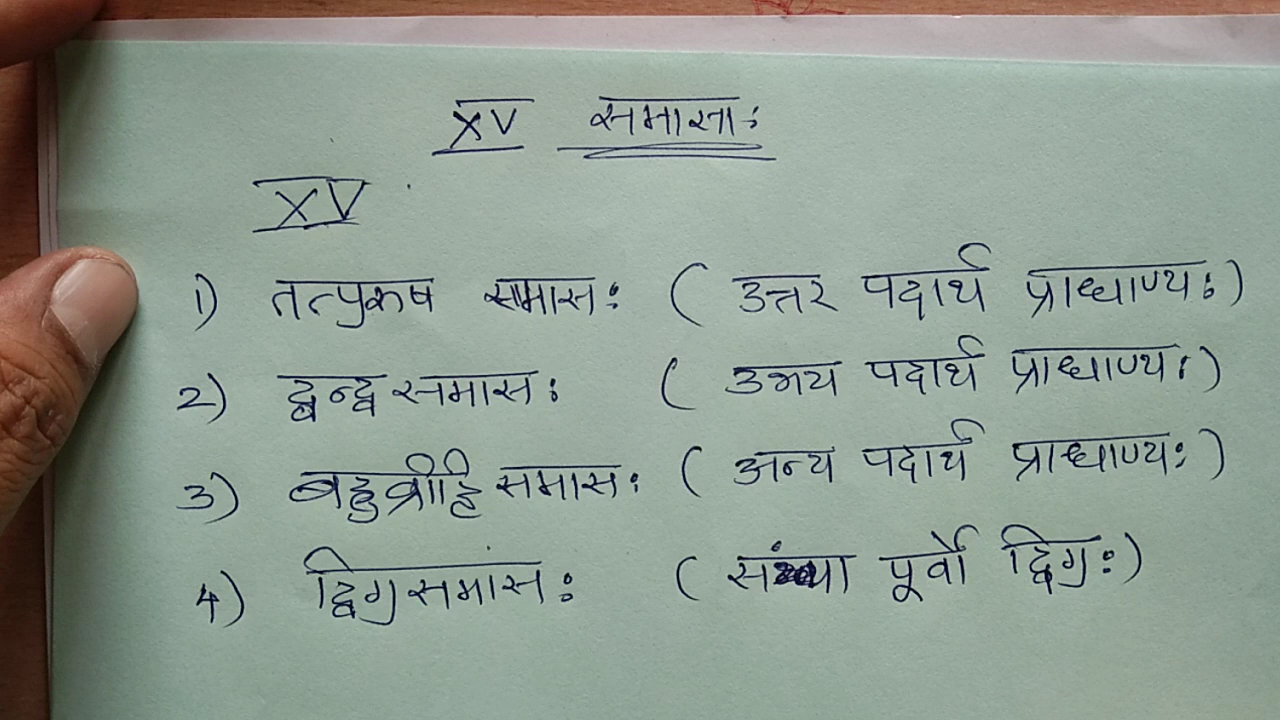 XV समासाः
XV
1) तत्पुरुष समासः ( उत्तर पदार्थ प्राधाण्यः )
2) द्वन्द्व समासः ( उभय पदार्थ प्राधाण्यः )
3) बहुव्रीहि समासः ( अन्य पदार्थ प्राधाण्यः )
4) द्विगु समांसः ( संख्या पूर्वो द्विगुः )